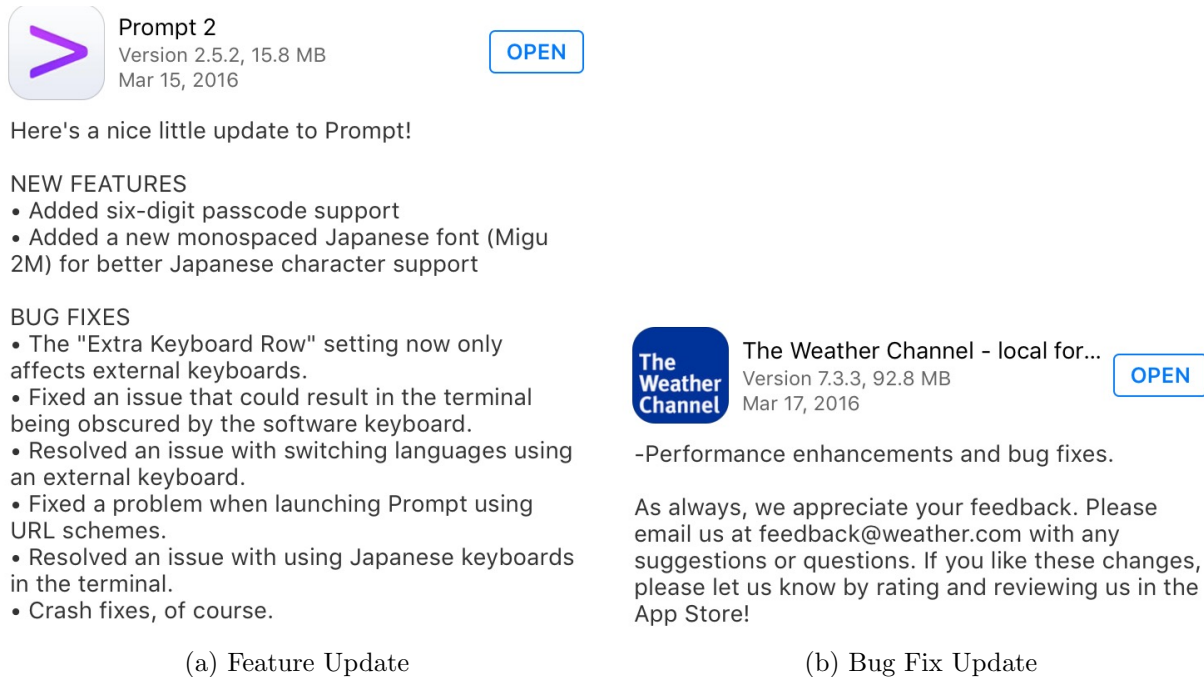 Prompt 2
Version 2.5.2, 15.8 MB
Mar 15, 2016
OPEN
Here's a nice little update to Prompt!
NEW FEATURES
• Added six-digit passcode support
• Added a new monospaced Japanese font (Migu
2M) for better Japanese character support
BUG FIXES
• The "Extra Keyboard Row" setting now only
affects external keyboards.
• Fixed an issue that could result in the terminal
being obscured by the software keyboard.
• Resolved an issue with switching languages using
an external keyboard.
• Fixed a problem when launching Prompt using
URL schemes.
• Resolved an issue with using Japanese keyboards
in the terminal.
• Crash fixes, of course.
(a) Feature Update
The
Weather
Channel
The Weather Channel - local for...
Version 7.3.3, 92.8 MB
Mar 17, 2016
OPEN
-Performance enhancements and bug fixes.
As always, we appreciate your feedback. Please
email us at feedback@weather.com with any
suggestions or questions. If you like these changes,
please let us know by rating and reviewing us in the
App Store!
(b) Bug Fix Update